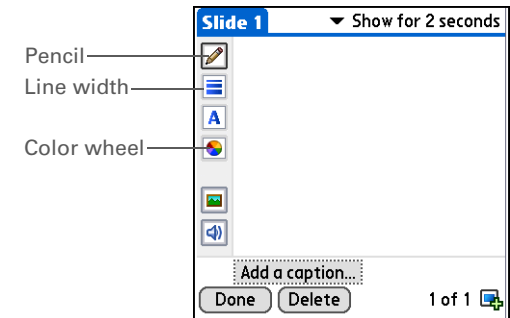 Slide 1 Show for 2 seconds
Pencil
Line width
A
Color wheel
Add a caption...
Done Delete 1 of 1